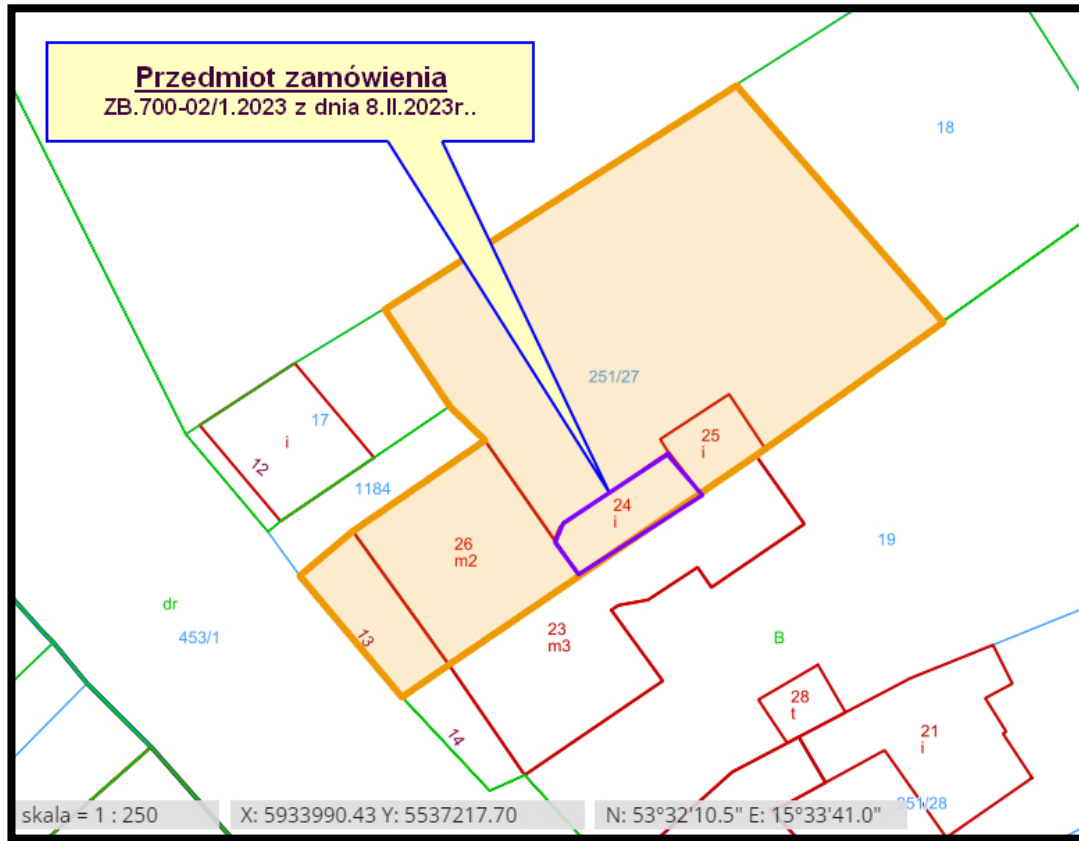 Przedmiot zamówienia
ZB.700-02/1.2023 z dnia 8.II.2023r..
18
251/27
17
i
12
25
i
1184
24
i
26
m2
19
dr
453/1
13
23
m3
B
14
28
t
21
i
251/28
skala = 1 : 250
X: 5933990.43 Y: 5537217.70
N: 53°32'10.5" E: 15°33'41.0"